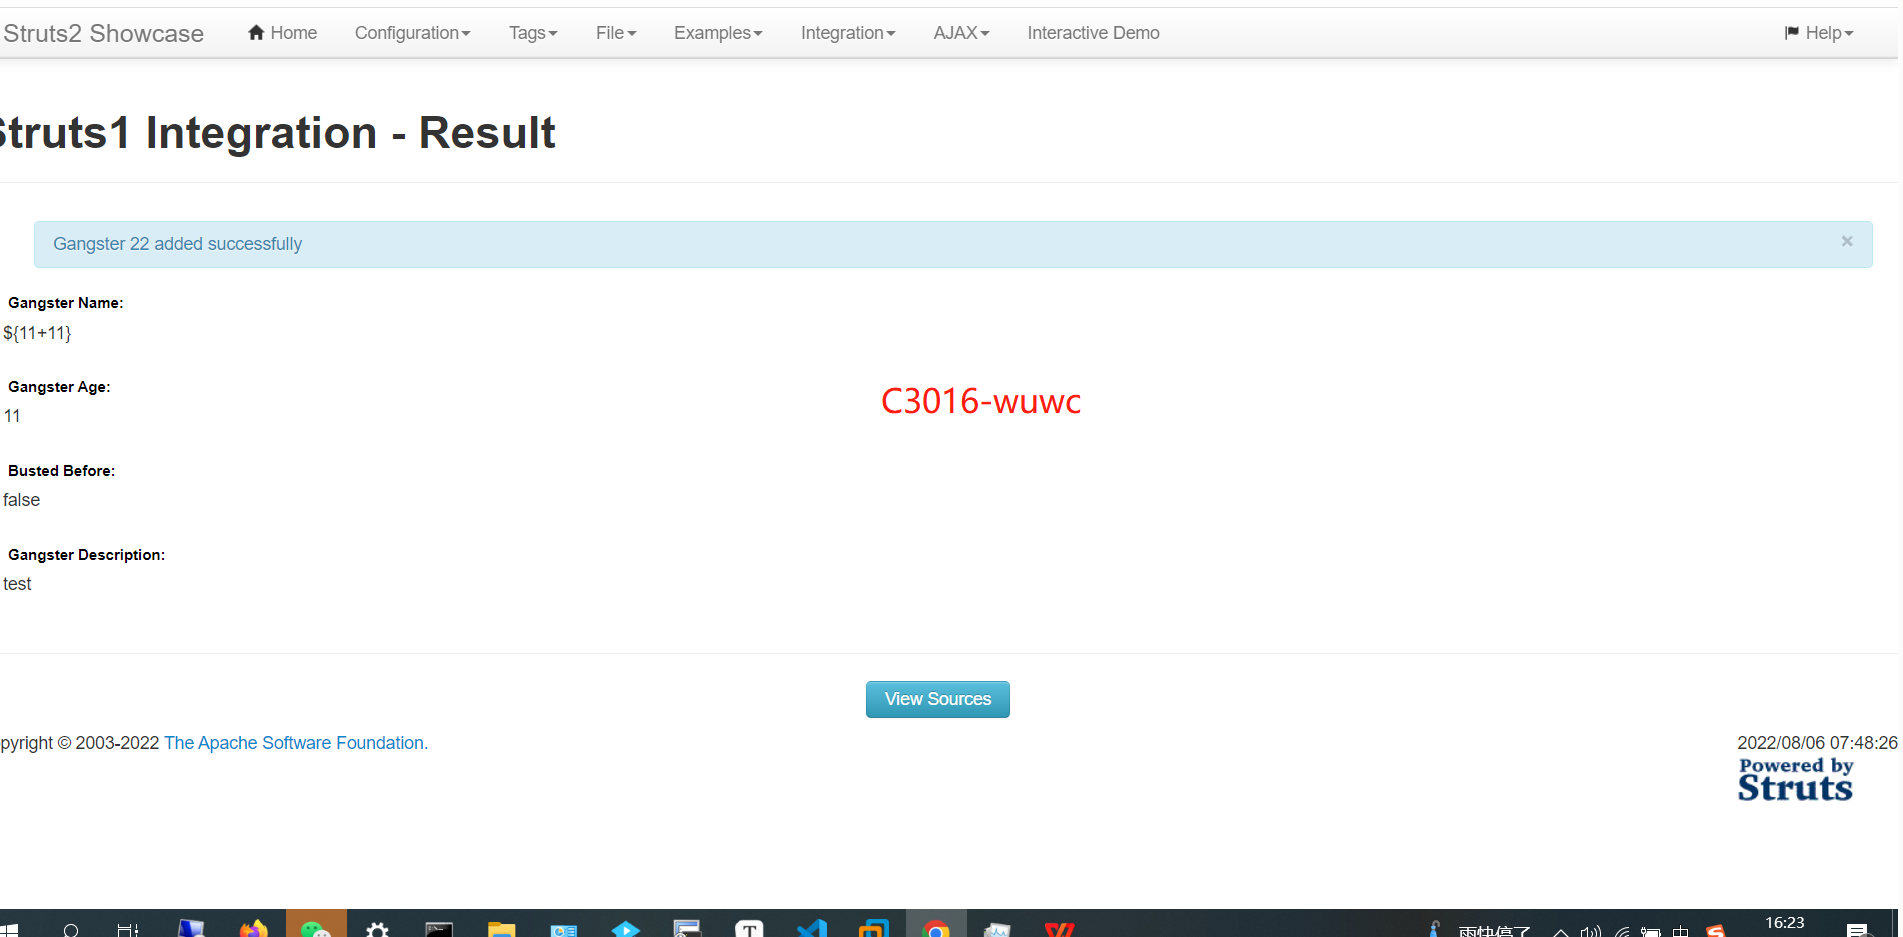 Struts2 Showcase Home Configuration Tags File Examples Integration AJAX Interactive Demo Help
Struts1 Integration - Result
Gangster 22 added successfully ×
Gangster Name:
${11+11}
Gangster Age:
11
C3016-wuwc
Busted Before:
false
Gangster Description:
test
View Sources
pyright © 2003-2022 The Apache Software Foundation.
2022/08/06 07:48:26
Powered by
Struts
雨快停了 中 16:23